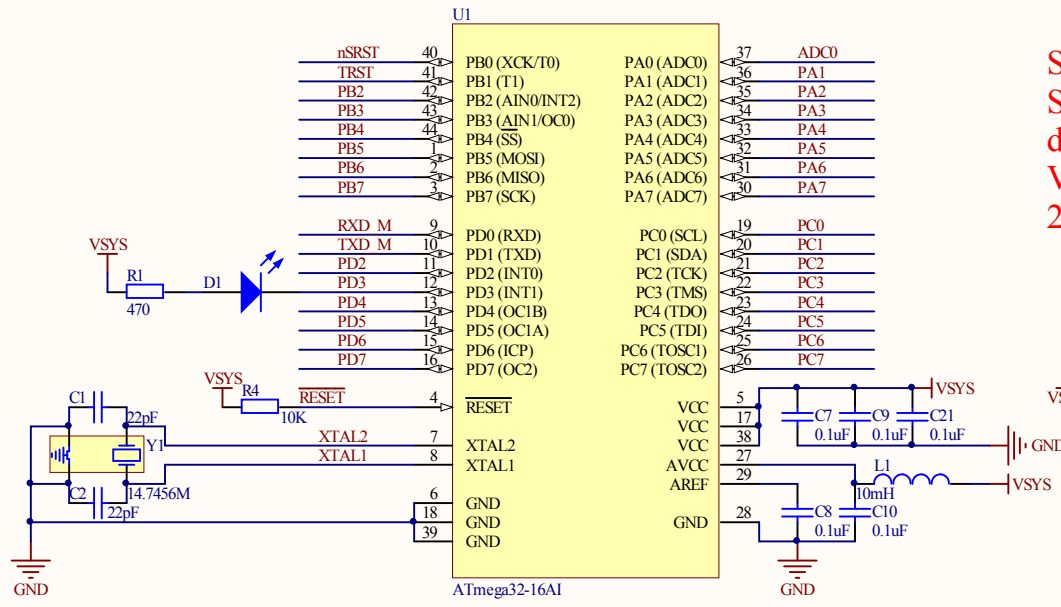 U1
nSRST 40 PB0 (XCK/T0) PA0 (ADC0) 37 ADC0
TRST 41 PB1 (T1) PA1 (ADC1) 36 PA1
PB2 42 PB2 (AIN0/INT2) PA2 (ADC2) 35 PA2
PB3 43 PB3 (AIN1/OC0) PA3 (ADC3) 34 PA3
PB4 44 PB4 (SS) PA4 (ADC4) 33 PA4
PB5 1 PB5 (MOSI) PA5 (ADC5) 32 PA5
PB6 2 PB6 (MISO) PA6 (ADC6) 31 PA6
PB7 3 PB7 (SCK) PA7 (ADC7) 30 PA7
RXD_M 9 PD0 (RXD) PC0 (SCL) 19 PC0
TXD_M 10 PD1 (TXD) PC1 (SDA) 20 PC1
VSYS
PD2 11 PD2 (INT0) PC2 (TCK) 21 PC2
R1 D1 PD3 12 PD3 (INT1) PC3 (TMS) 22 PC3
470 PD4 13 PD4 (OC1B) PC4 (TDO) 23 PC4
PD5 14 PD5 (OC1A) PC5 (TDI) 24 PC5
PD6 15 PD6 (ICP) PC6 (TOSC1) 25 PC6
PD7 16 PD7 (OC2) PC7 (TOSC2) 26 PC7
VSYS R4 RESET 4 RESET VCC 5 VSYS
10K
C1 22pF VCC 17 C7 C9 C21
0.1uF 0.1uF 0.1uF
XTAL2 7 XTAL2 VCC 38 GND
Y1
XTAL1 8 XTAL1 AVCC 27 L1
C2 14.7456M AREF 29 10mH VSYS
22pF
6 GND
18 GND GND 28 C8 C10
39 GND 0.1uF 0.1uF
GND GND
ATmega32-16AI
S
S
d
V
2